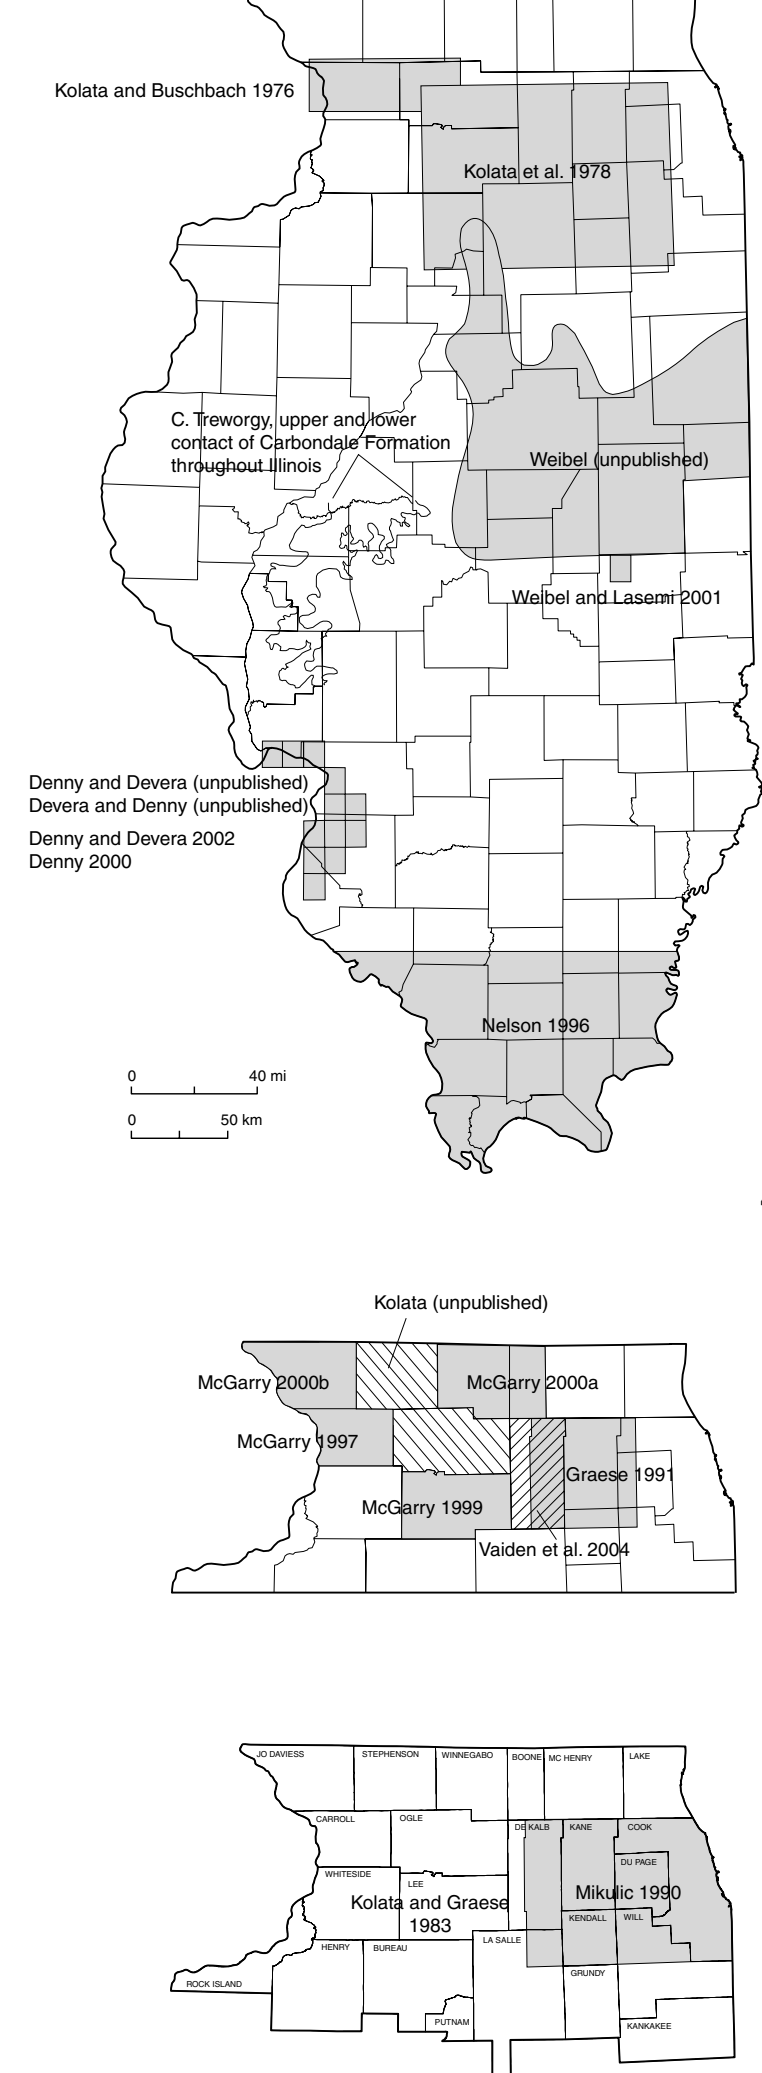 Kolata and Buschbach 1976
Kolata et al. 1978
C. Treworgy, upper and lower
contact of Carbondale Formation
throughout Illinois
Weibel (unpublished)
Weibel and Lasemi 2001
Denny and Devera (unpublished)
Devera and Denny (unpublished)
Denny and Devera 2002
Denny 2000
Nelson 1996
0 40 mi
0 50 km
Kolata (unpublished)
McGarry 2000b
McGarry 2000a
McGarry 1997
Graese 1991
McGarry 1999
Vaiden et al. 2004
JO DAVIESS
STEPHENSON
WINNEGABO
BOONE
MC HENRY
LAKE
CARROLL
OGLE
DE KALB
KANE
COOK
DU PAGE
WHITESIDE
LEE
Kolata and Graese
1983
Mikulic 1990
KENDALL
WILL
LA SALLE
HENRY
BUREAU
GRUNDY
ROCK ISLAND
PUTNAM
KANKAKEE